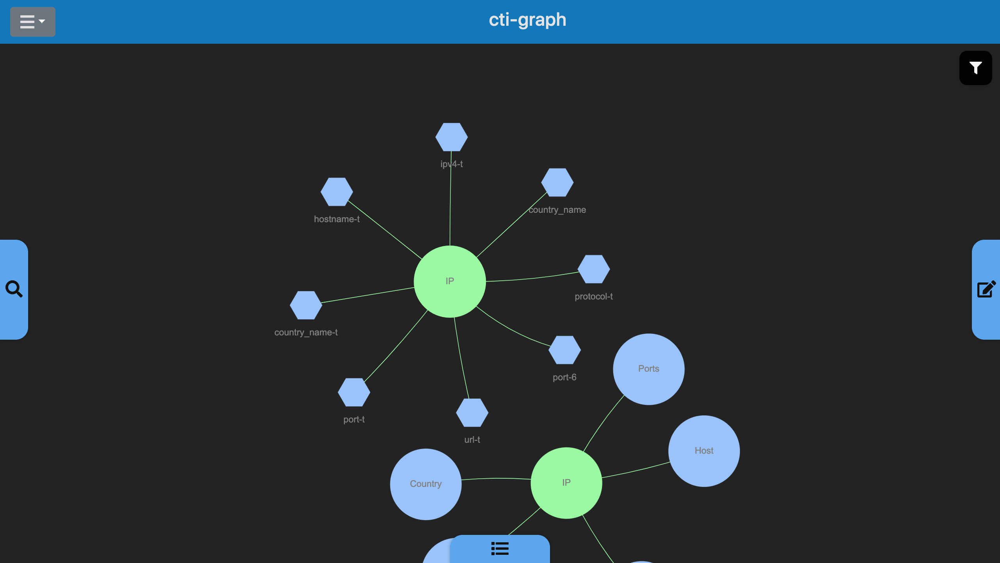 cti-graph
ipv4-t
country_name
hostname-t
IP
protocol-t
country_name-t
Ports
port-6
port-t
url-t
Host
Country
IP